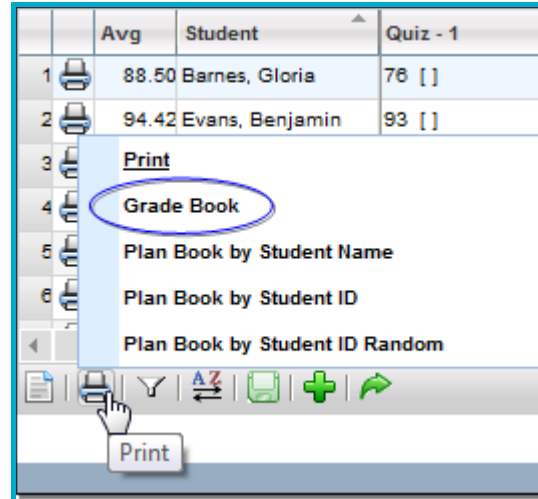 Avg Student Quiz - 1
1 88.50 Barnes, Gloria 76 [ ]
2 94.42 Evans, Benjamin 93 [ ]
3 Print
4 Grade Book
5 Plan Book by Student Name
6 Plan Book by Student ID
Plan Book by Student ID Random
A Z
Print